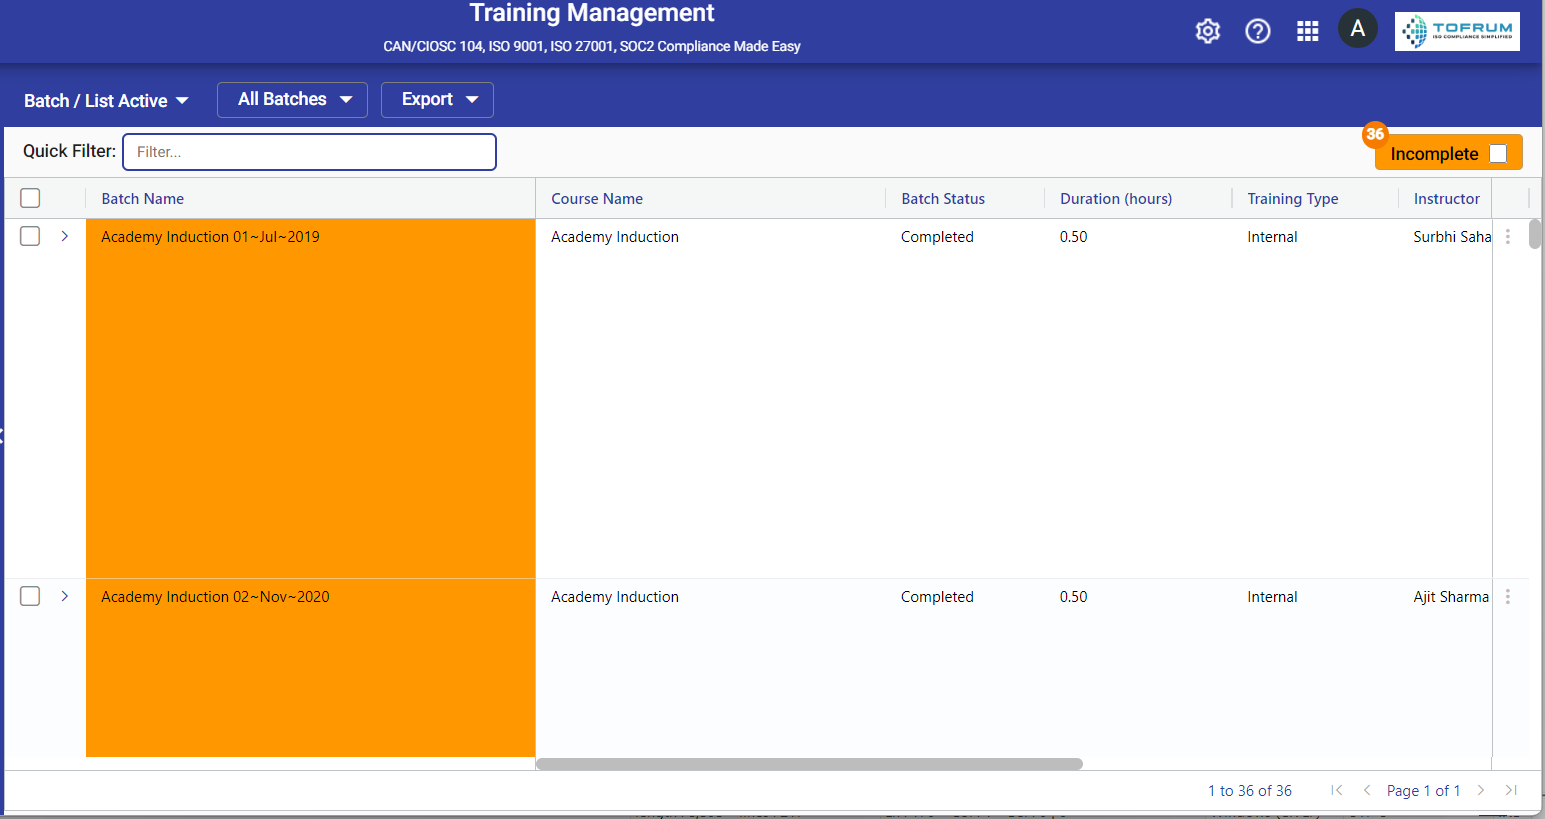 Training Management
CAN/CIOSC 104, ISO 9001, ISO 27001, SOC2 Compliance Made Easy
A
TOFRUM
ISO COMPLIANCE SIMPLIFIED
Batch / List Active
All Batches
Export
Quick Filter:
Filter...
36
Incomplete
Batch Name
Course Name
Batch Status
Duration (hours)
Training Type
Instructor
Academy Induction 01~Jul~2019
Academy Induction
Completed
0.50
Internal
Surbhi Saha
Academy Induction 02~Nov~2020
Academy Induction
Completed
0.50
Internal
Ajit Sharma
1 to 36 of 36
Page 1 of 1